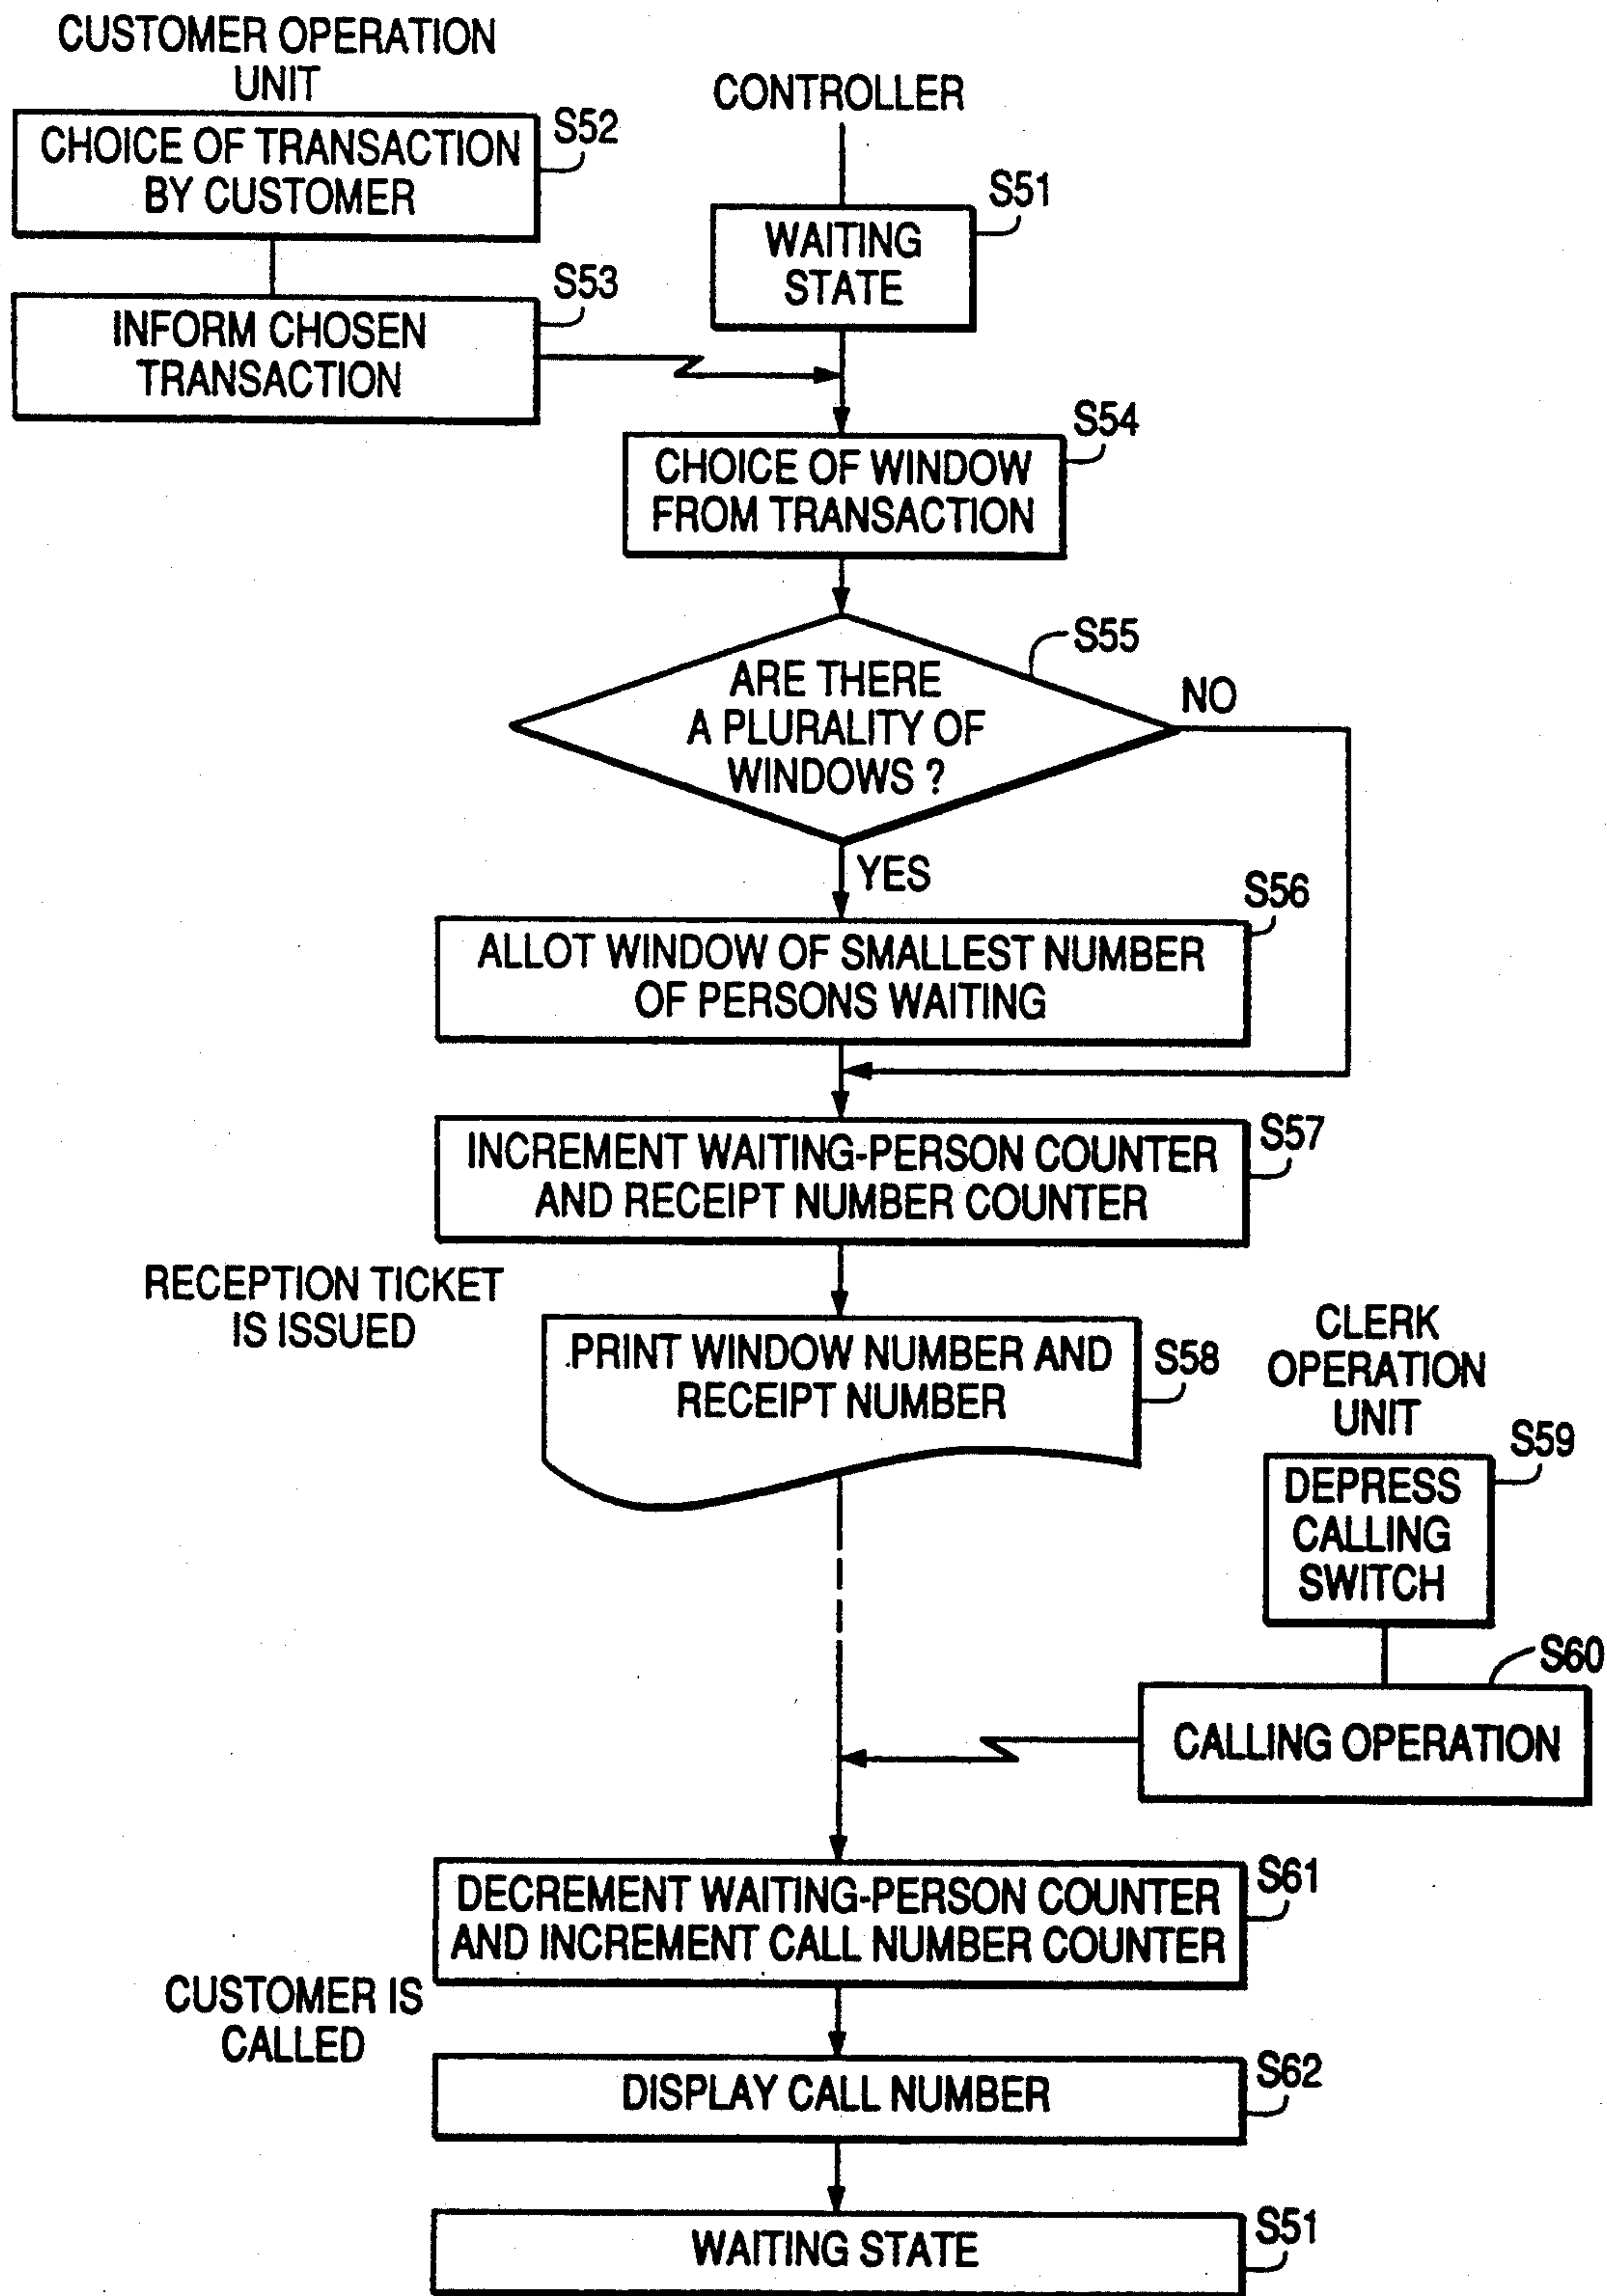 CUSTOMER OPERATION
UNIT
CONTROLLER
CHOICE OF TRANSACTION
BY CUSTOMER
S52
WAITING
STATE
S51
INFORM CHOSEN
TRANSACTION
S53
CHOICE OF WINDOW
FROM TRANSACTION
S54
ARE THERE
A PLURALITY OF
WINDOWS ?
S55
NO
YES
ALLOT WINDOW OF SMALLEST NUMBER
OF PERSONS WAITING
S56
INCREMENT WAITING-PERSON COUNTER
AND RECEIPT NUMBER COUNTER
S57
RECEPTION TICKET
IS ISSUED
PRINT WINDOW NUMBER AND
RECEIPT NUMBER
S58
CLERK
OPERATION
UNIT
DEPRESS
CALLING
SWITCH
S59
CALLING OPERATION
S60
DECREMENT WAITING-PERSON COUNTER
AND INCREMENT CALL NUMBER COUNTER
S61
CUSTOMER IS
CALLED
DISPLAY CALL NUMBER
S62
WAITING STATE
S51